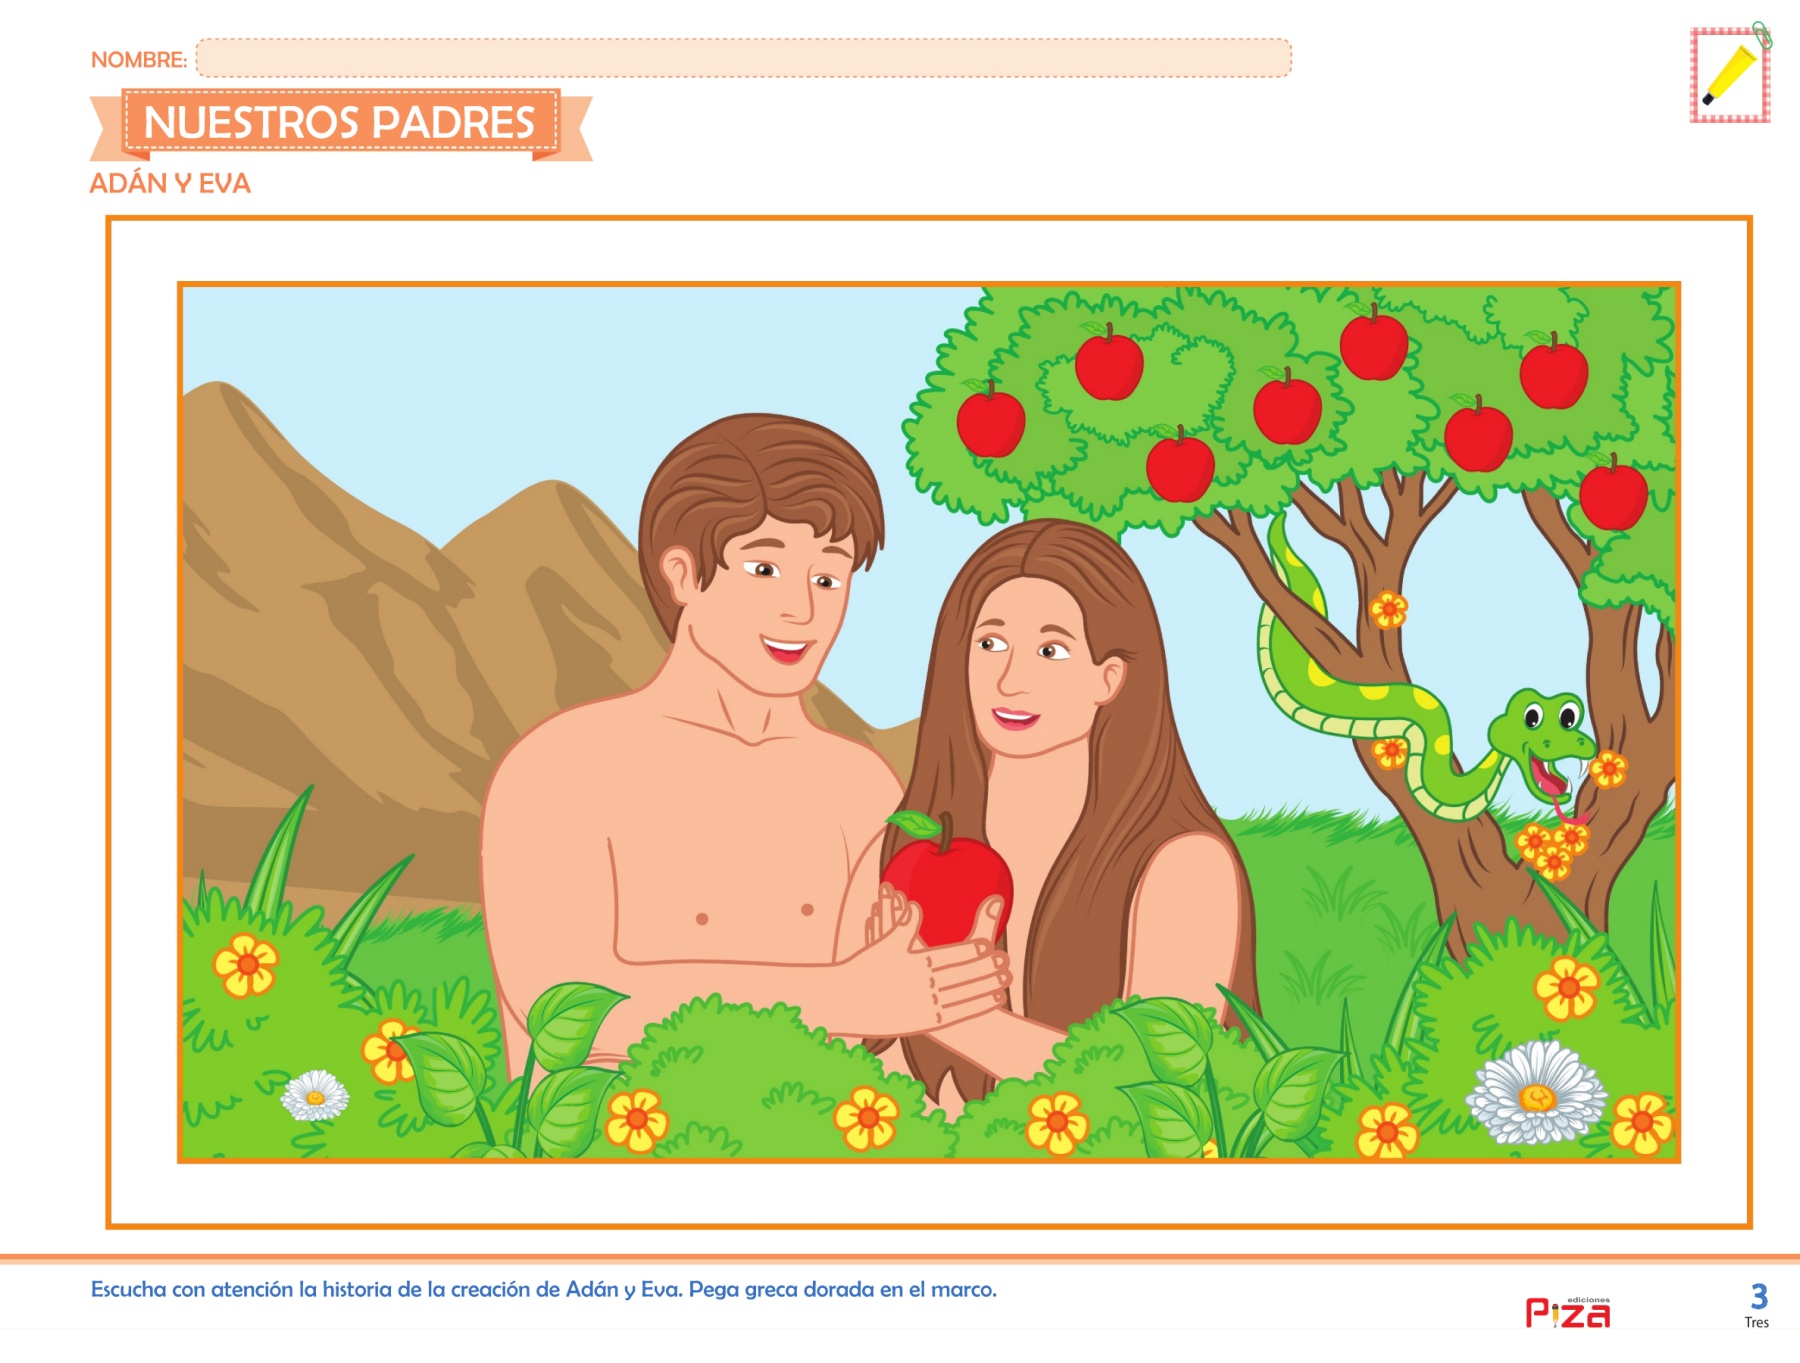 NOMBRE:
NUESTROS PADRES
ADÁN Y EVA
Escucha con atención la historia de la creación de Adán y Eva. Pega greca dorada en el marco.
ediciones
Piza
3
Tres